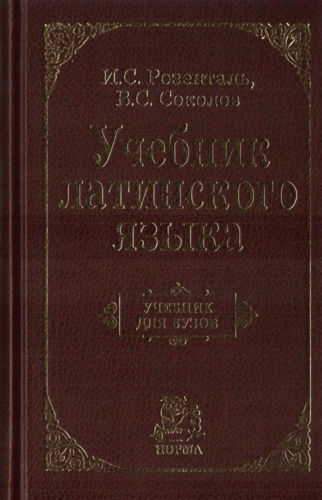 И.С. Розенталь,
В.С. Соколов
Учебник
латинского
языка
УЧЕБНИК
ДЛЯ ВУЗОВ
НОРМА